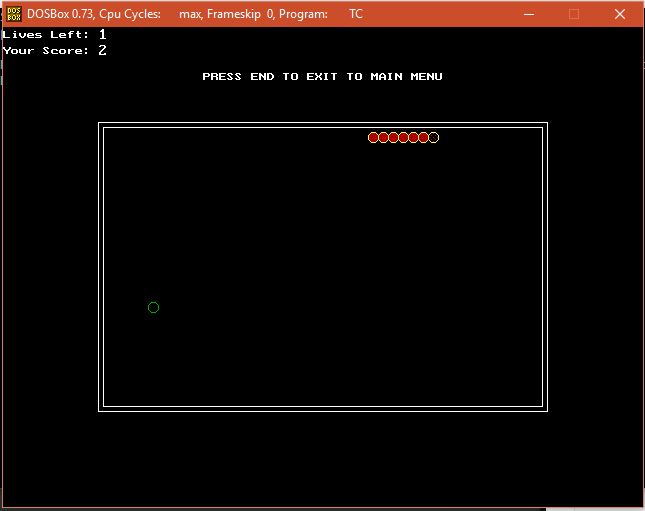 DOS BOX DOSBox 0.73, Cpu Cycles: max, Frameskip 0, Program: TC
Lives Left: 1
Your Score: 2
PRESS END TO EXIT TO MAIN MENU